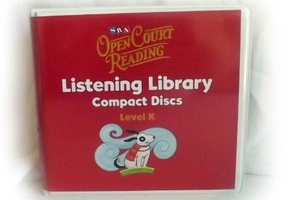 SRA
OPEN COURT
READING
Listening Library
Compact Discs
Level K